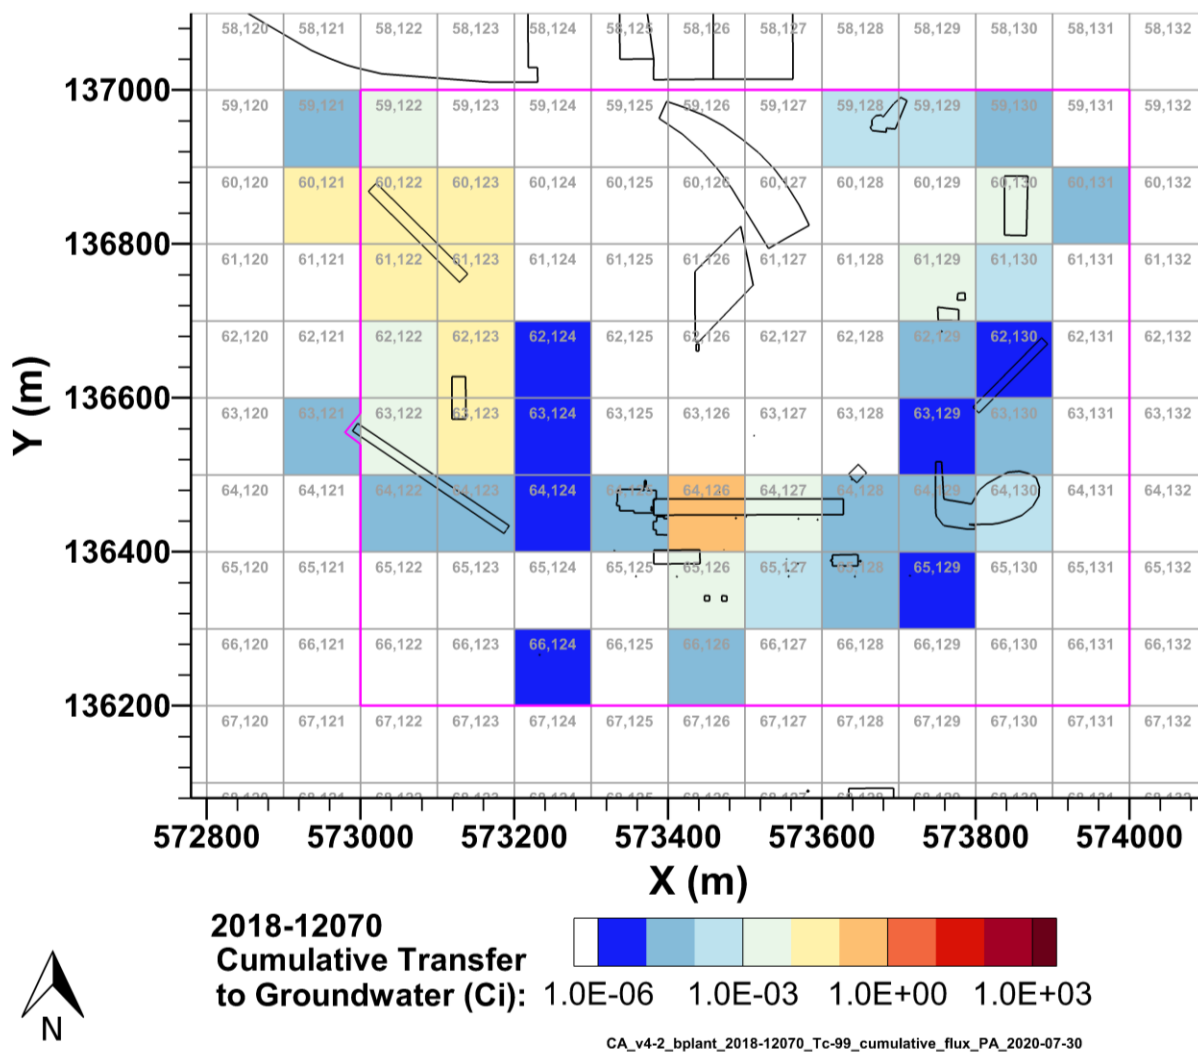 58,120 58,121 58,122 58,123 58,124 58,125 58,126 58,127 58,128 58,129 58,130 58,131 58,132
137000
59,120 59,121 59,122 59,123 59,124 59,125 59,126 59,127 59,128 59,129 59,130 59,131 59,132
60,120 60,121 60,122 60,123 60,124 60,125 60,126 60,127 60,128 60,129 60,130 60,131 60,132
136800
61,120 61,121 61,122 61,123 61,124 61,125 61,126 61,127 61,128 61,129 61,130 61,131 61,132
62,120 62,121 62,122 62,123 62,124 62,125 62,126 62,127 62,128 62,129 62,130 62,131 62,132
136600
63,120 63,121 63,122 63,123 63,124 63,125 63,126 63,127 63,128 63,129 63,130 63,131 63,132
Y (m)
64,120 64,121 64,122 64,123 64,124 64,125 64,126 64,127 64,128 64,129 64,130 64,131 64,132
136400
65,120 65,121 65,122 65,123 65,124 65,125 65,126 65,127 65,128 65,129 65,130 65,131 65,132
66,120 66,121 66,122 66,123 66,124 66,125 66,126 66,127 66,128 66,129 66,130 66,131 66,132
136200
67,120 67,121 67,122 67,123 67,124 67,125 67,126 67,127 67,128 67,129 67,130 67,131 67,132
572800 573000 573200 573400 573600 573800 574000
X (m)
2018-12070
Cumulative Transfer
to Groundwater (Ci):
1.0E-06 1.0E-03 1.0E+00 1.0E+03
N
CA_v4-2_bplant_2018-12070_Tc-99_cumulative_flux_PA_2020-07-30